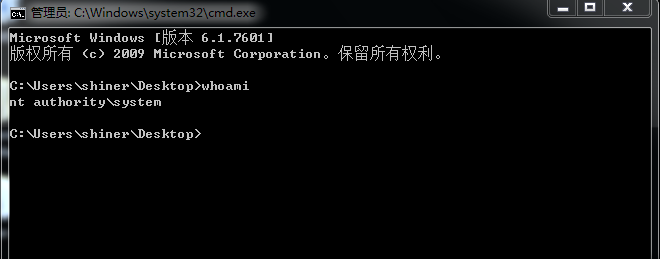 管理员: C:\Windows\system32\cmd.exe
Microsoft Windows [版本 6.1.7601]
版权所有 (c) 2009 Microsoft Corporation。保留所有权利。
C:\Users\shiner\Desktop>whoami
nt authority\system
C:\Users\shiner\Desktop>